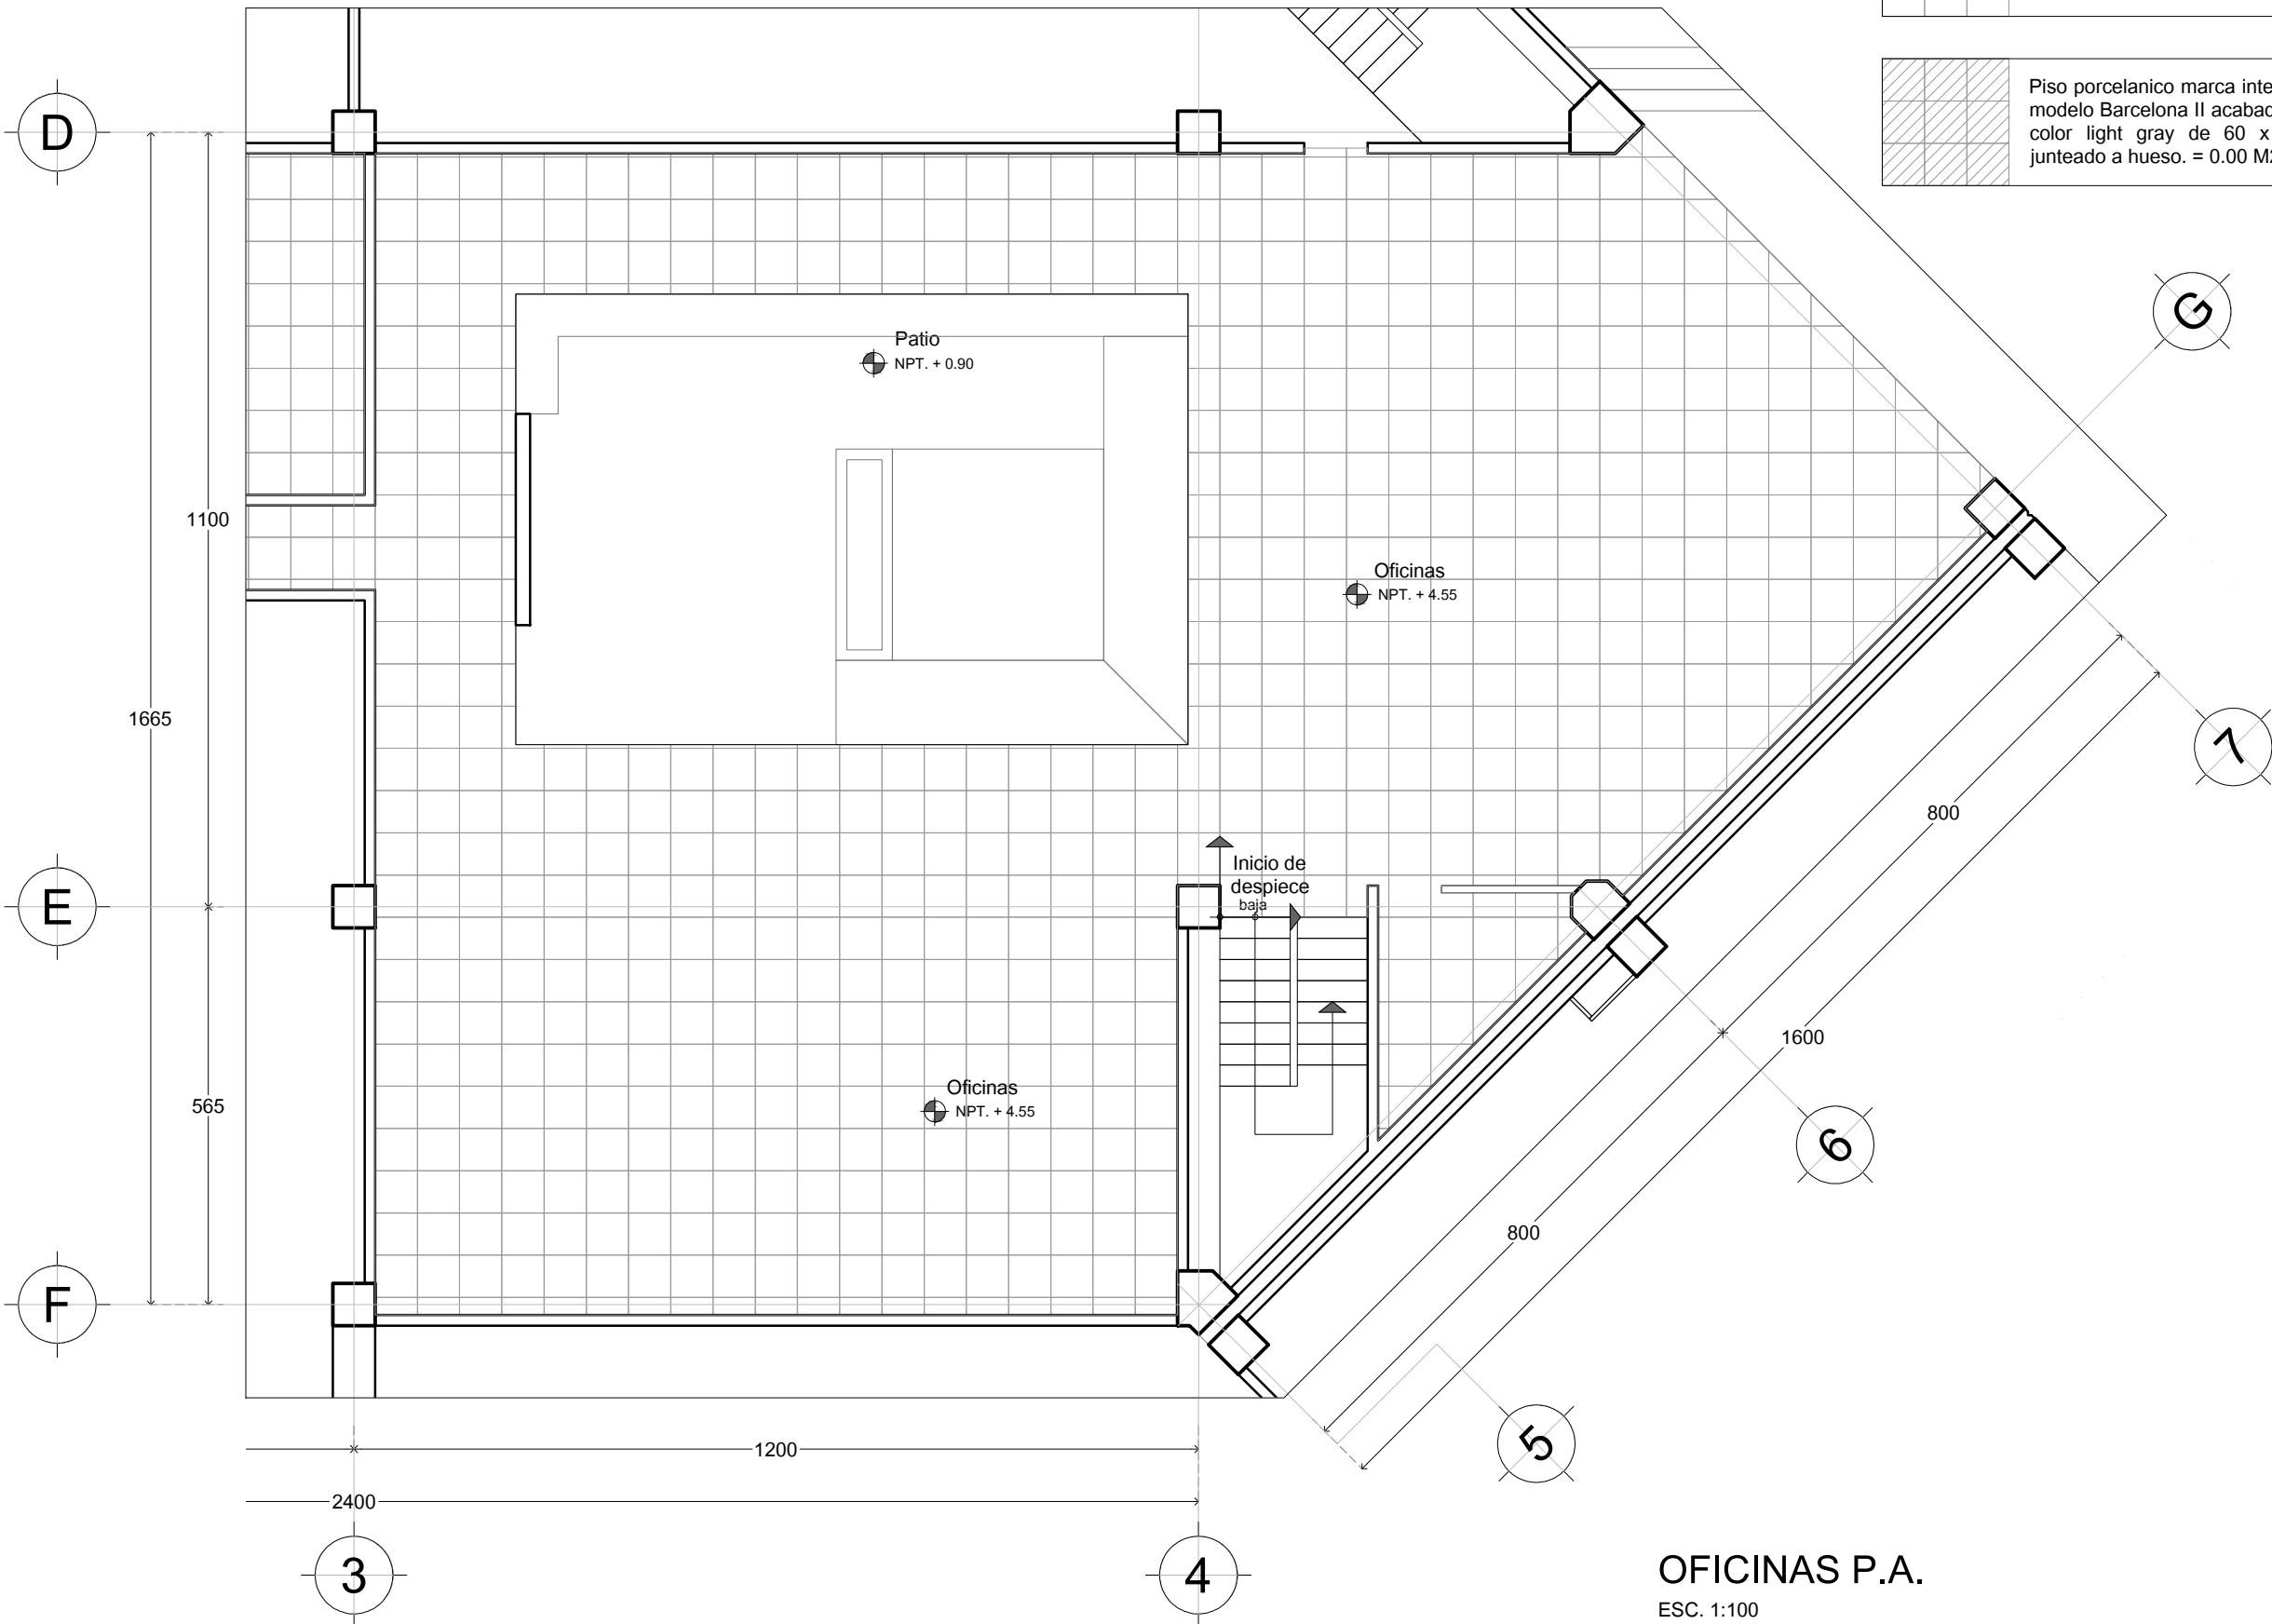 Piso porcelanico marca inte
modelo Barcelona II acabad
color light gray de 60 x
junteado a hueso. = 0.00 M2
D
G
Patio
NPT. + 0.90
1100
Oficinas
NPT. + 4.55
1665
7
800
Inicio de
despiece
baja
E
1600
Oficinas
NPT. + 4.55
565
6
800
F
5
1200
2400
3
4
OFICINAS P.A.
ESC. 1:100